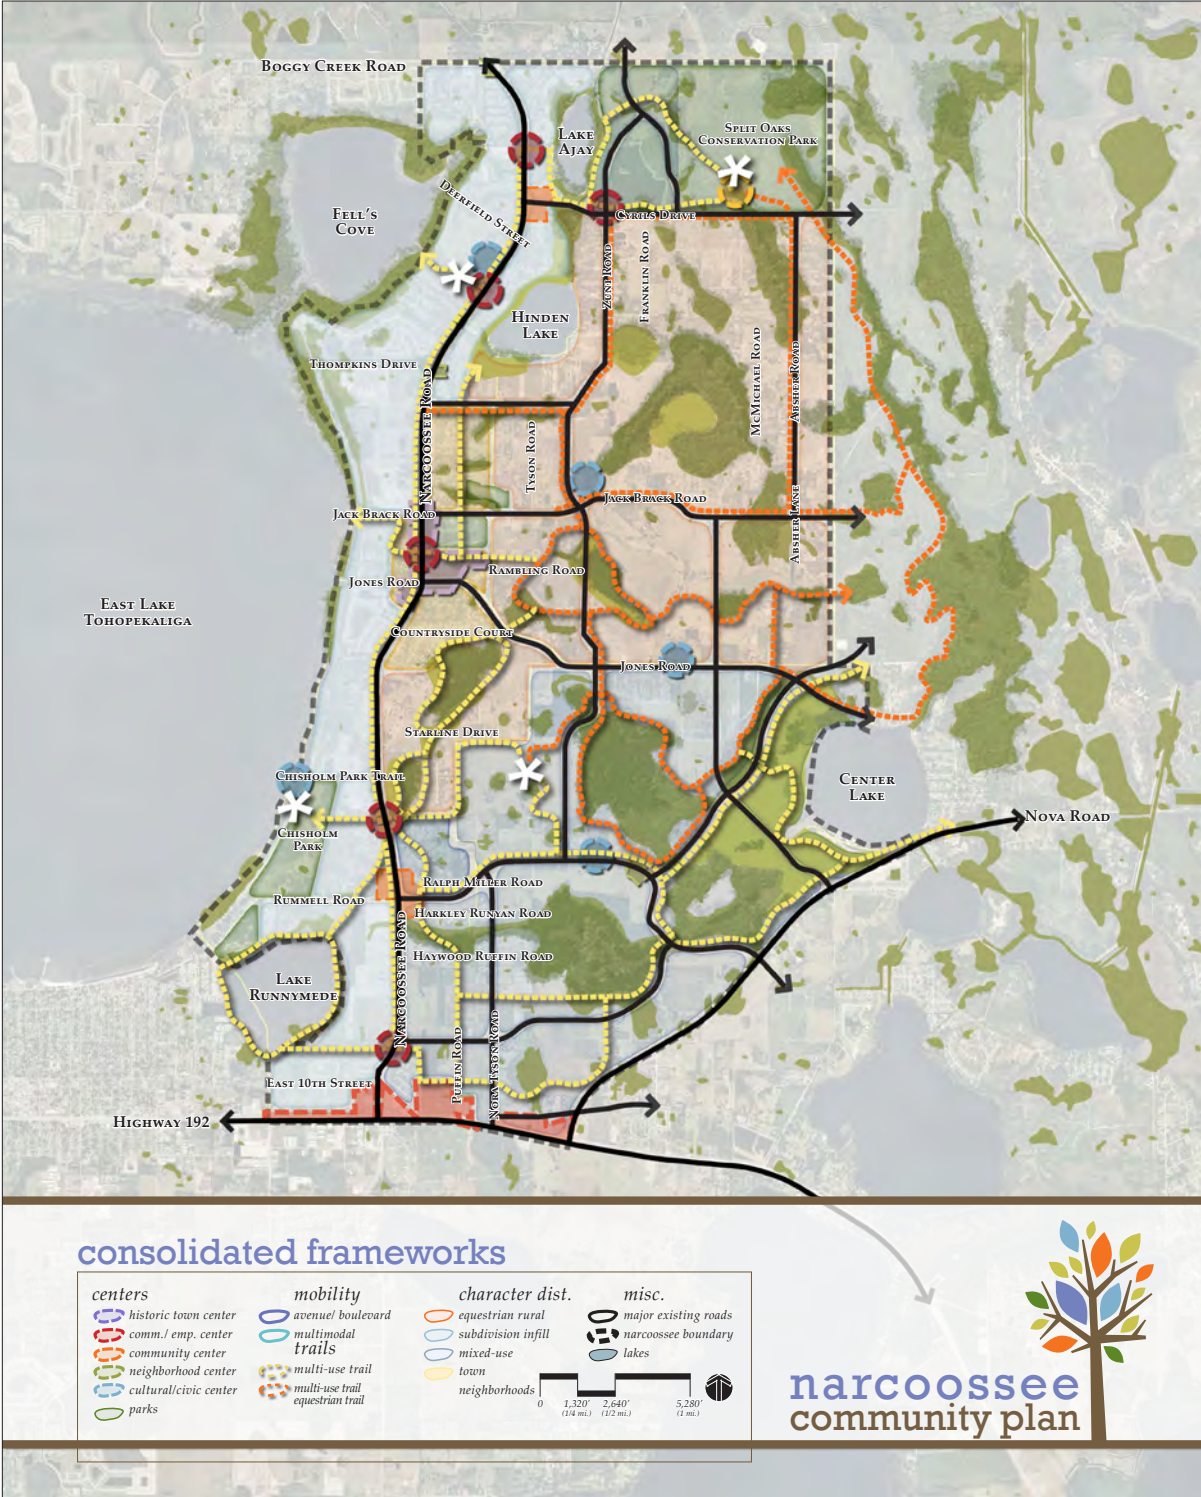 Boggy Creek Road
Lake
Ajay
Split Oaks
Conservation Park
Deerfield Street
Fell's
Cove
Cyrils Drive
Zuni Road
Franklin Road
Hinden
Lake
McMichael Road
Absher Road
Thompkins Drive
Narcoossee Road
Tyson Road
Jack Brack Road
Jack Brack Road
Absher Lane
Rambling Road
Jones Road
East Lake
Tohopekaliga
Countryside Court
Jones Road
Starline Drive
Chisholm Park Trail
Center
Lake
Nova Road
Chisholm
Park
Ralph Miller Road
Rummell Road
Harkley Runyan Road
Narcoossee Road
Haywood Ruffin Road
Lake
Runnymede
Puffin Road
Nora Tyson Road
East 10th Street
Highway 192
consolidated frameworks
centers
historic town center
comm./ emp. center
community center
neighborhood center
cultural/civic center
parks
mobility
avenue/ boulevard
multimodal
trails
multi-use trail
multi-use trail
equestrian trail
character dist.
equestrian rural
subdivision infill
mixed-use
town
neighborhoods
misc.
major existing roads
narcoossee boundary
lakes
0 1,320' 2,640' 5,280'
(1/4 mi.) (1/2 mi.) (1 mi.)
narcoossee
community plan